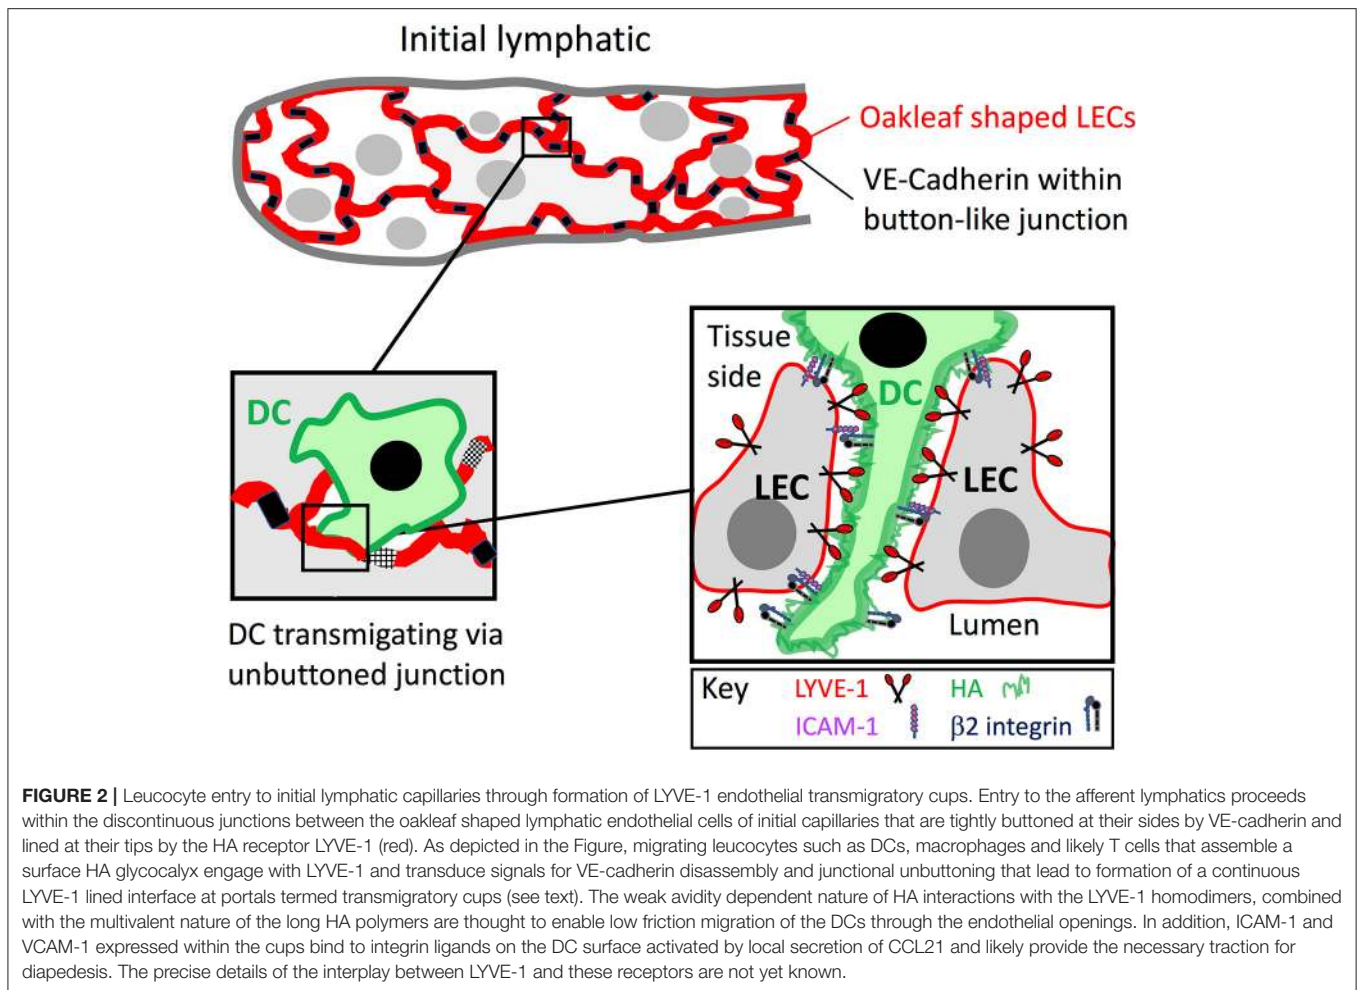 Initial lymphatic
Oakleaf shaped LECs
VE-Cadherin within
button-like junction
DC
DC transmigating via
unbuttoned junction
Tissue
side
DC
LEC
LEC
Lumen
Key
LYVE-1
HA
ICAM-1
β2 integrin
FIGURE 2 | Leucocyte entry to initial lymphatic capillaries through formation of LYVE-1 endothelial transmigratory cups. Entry to the afferent lymphatics proceeds
within the discontinuous junctions between the oakleaf shaped lymphatic endothelial cells of initial capillaries that are tightly buttoned at their sides by VE-cadherin and
lined at their tips by the HA receptor LYVE-1 (red). As depicted in the Figure, migrating leucocytes such as DCs, macrophages and likely T cells that assemble a
surface HA glycocalyx engage with LYVE-1 and transduce signals for VE-cadherin disassembly and junctional unbuttoning that lead to formation of a continuous
LYVE-1 lined interface at portals termed transmigratory cups (see text). The weak avidity dependent nature of HA interactions with the LYVE-1 homodimers, combined
with the multivalent nature of the long HA polymers are thought to enable low friction migration of the DCs through the endothelial openings. In addition, ICAM-1 and
VCAM-1 expressed within the cups bind to integrin ligands on the DC surface activated by local secretion of CCL21 and likely provide the necessary traction for
diapedesis. The precise details of the interplay between LYVE-1 and these receptors are not yet known.